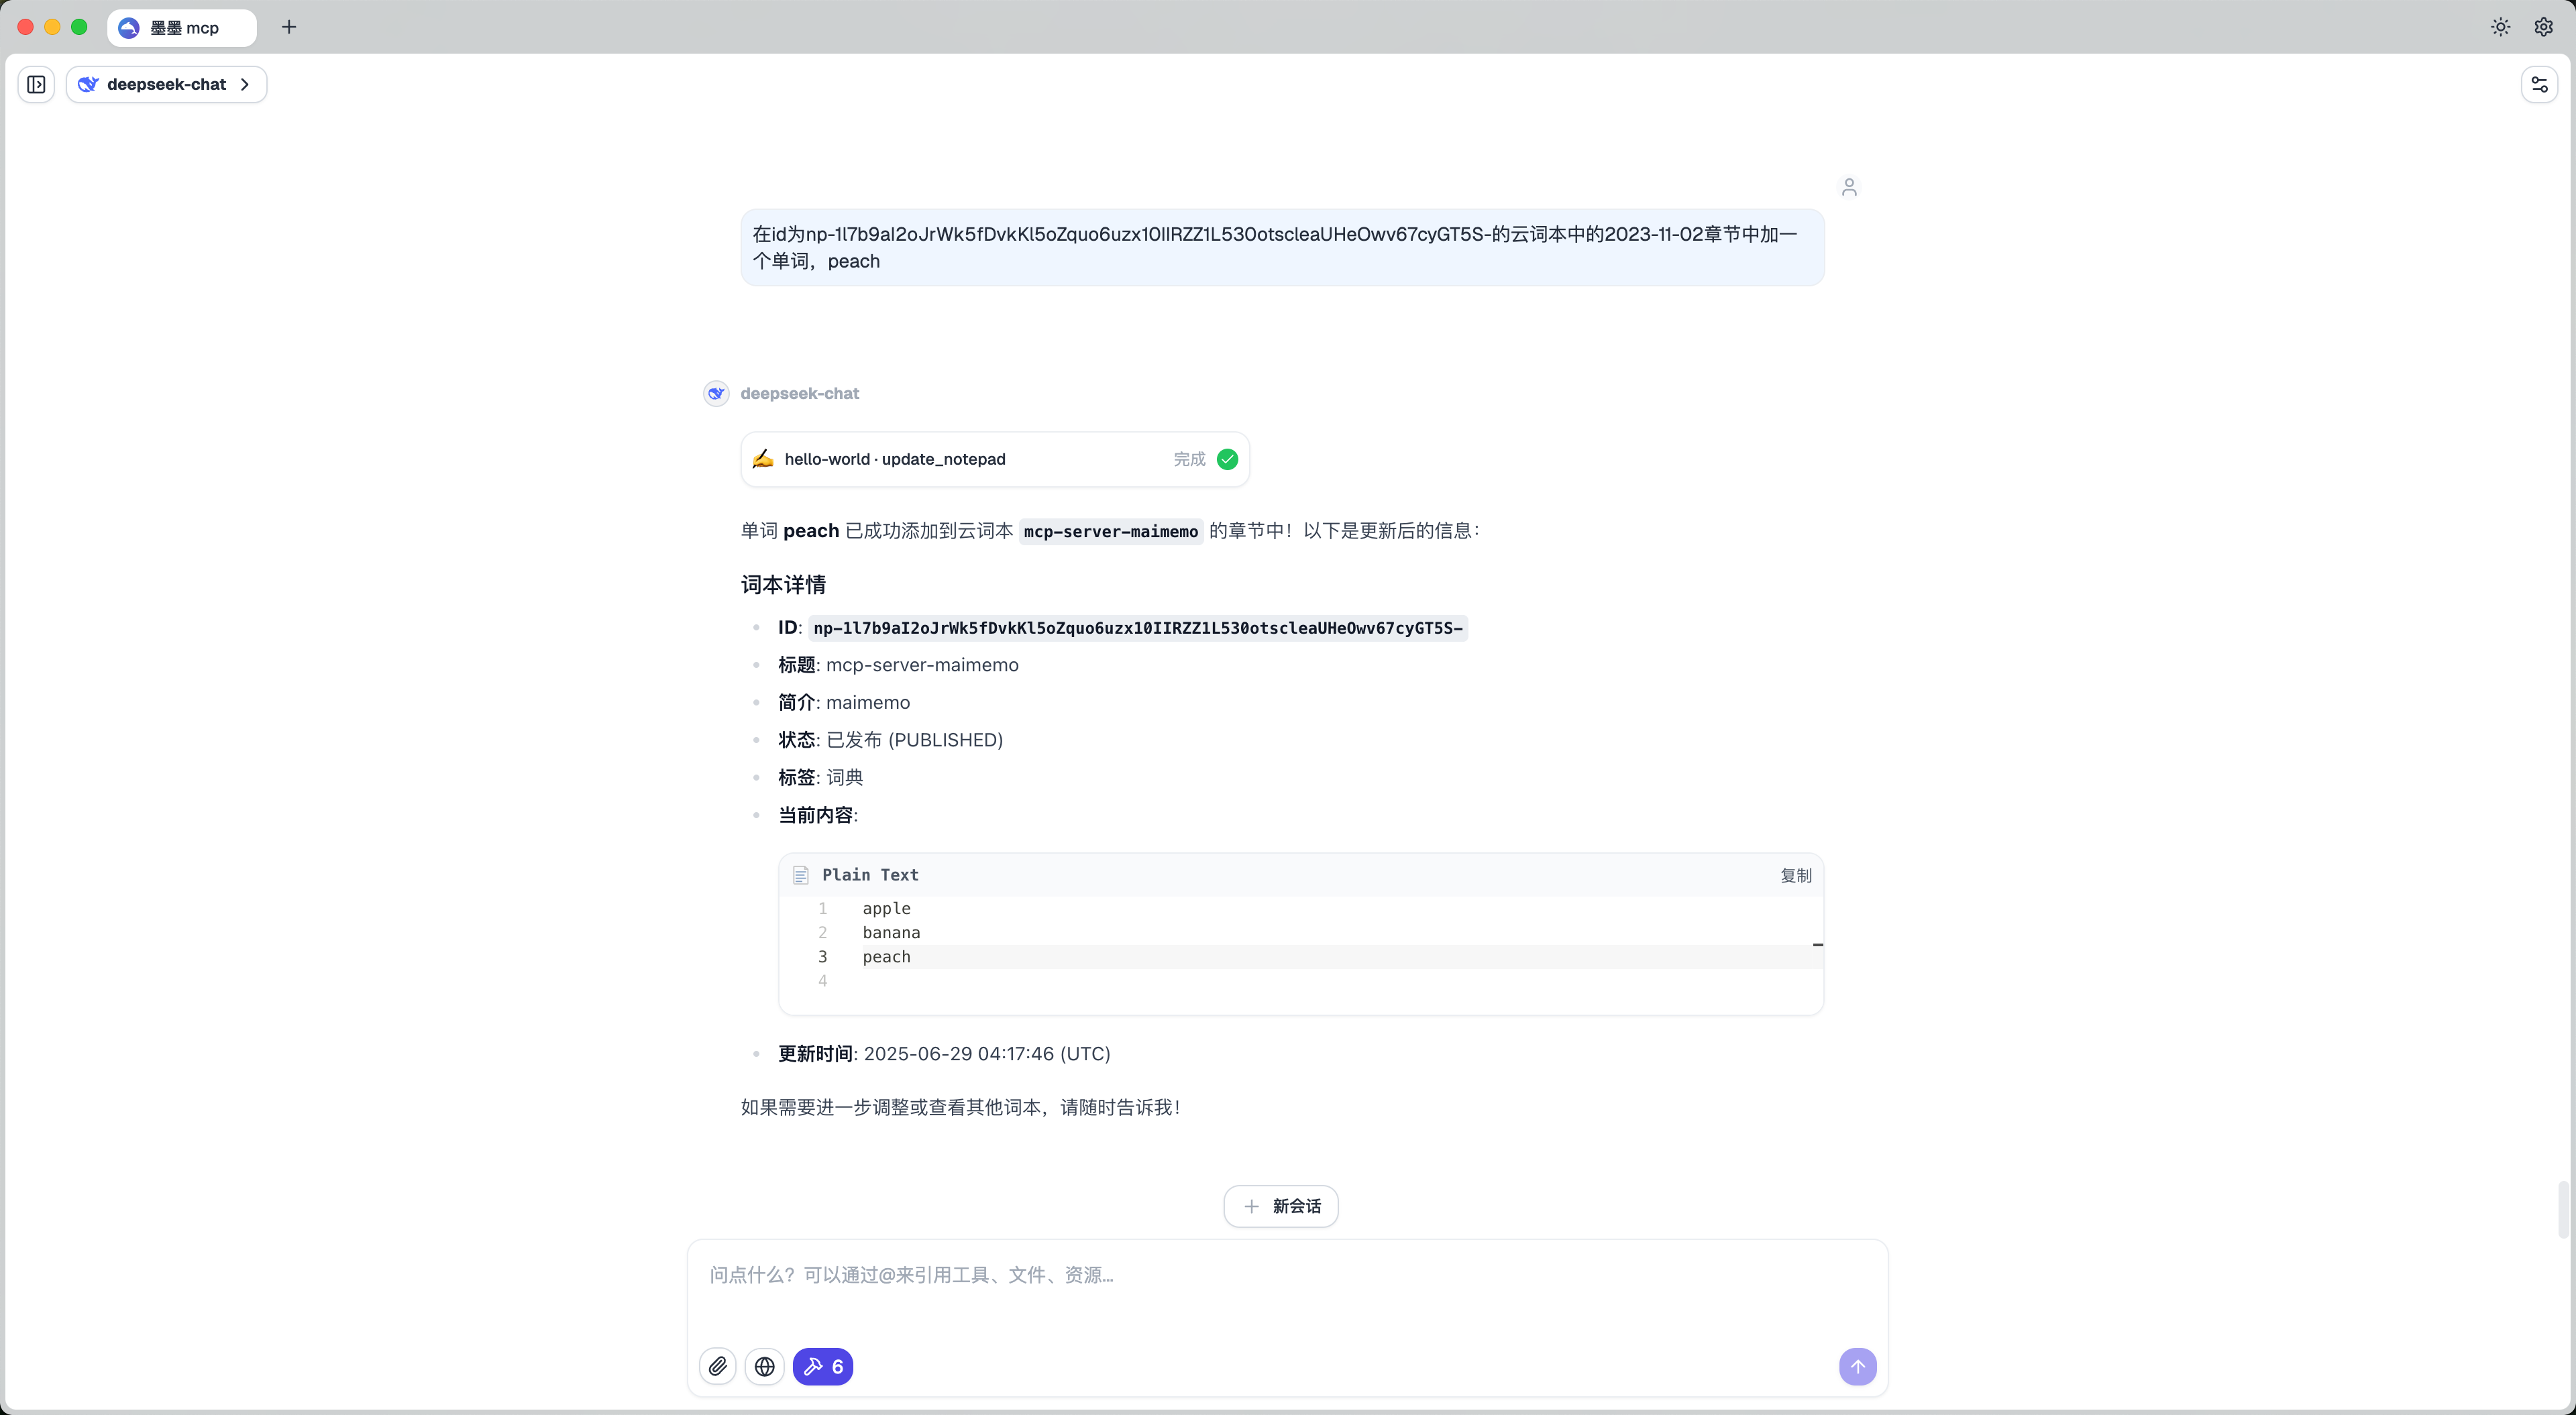 墨墨 mcp
deepseek-chat
在id为np-1l7b9aI2oJrWk5fDvkKl5oZquo6uzx10IIRZZ1L530otscleaUHeOwv67cyGT5S-的云词本中的2023-11-02章节中加一
个单词，peach
deepseek-chat
hello-world · update_notepad 完成
单词 peach 已成功添加到云词本 mcp-server-maimemo 的章节中！以下是更新后的信息：
词本详情
ID: np-1l7b9aI2oJrWk5fDvkKl5oZquo6uzx10IIRZZ1L530otscleaUHeOwv67cyGT5S-
标题: mcp-server-maimemo
简介: maimemo
状态: 已发布 (PUBLISHED)
标签: 词典
当前内容:
Plain Text 复制
1 apple
2 banana
3 peach
4
更新时间: 2025-06-29 04:17:46 (UTC)
如果需要进一步调整或查看其他词本，请随时告诉我！
新会话
问点什么？可以通过@来引用工具、文件、资源...
6